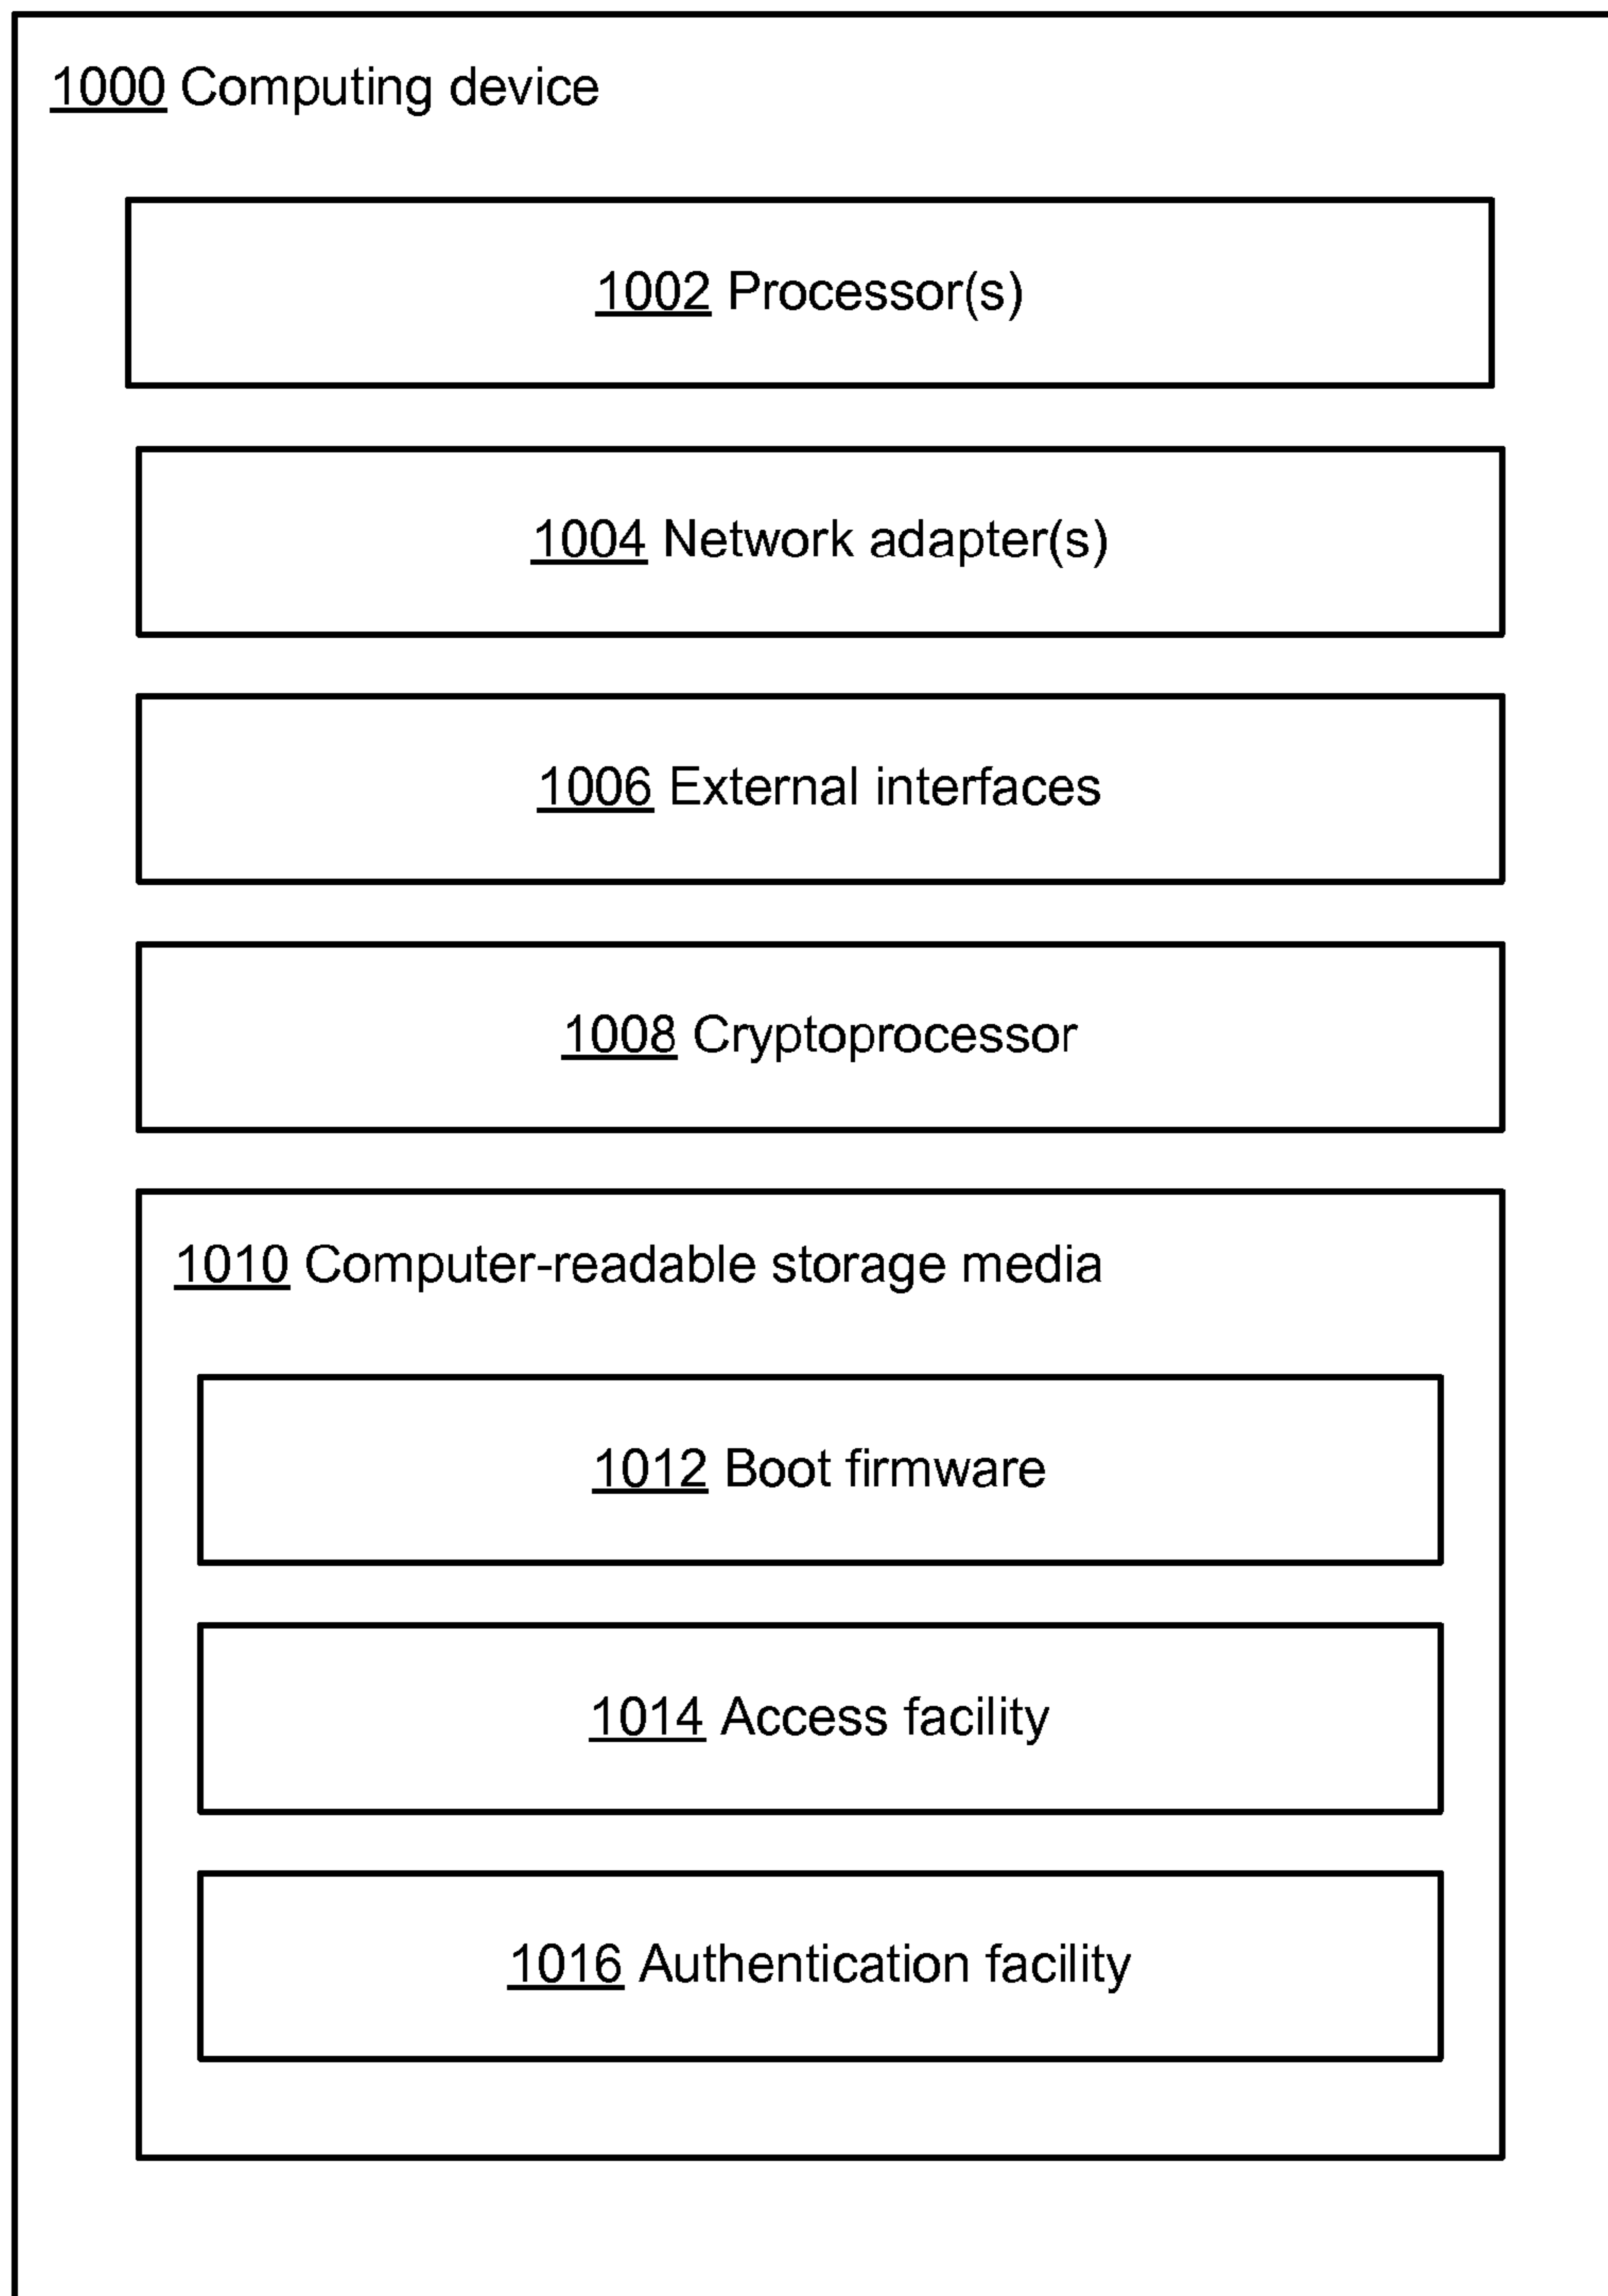 1000 Computing device
1002 Processor(s)
1004 Network adapter(s)
1006 External interfaces
1008 Cryptoprocessor
1010 Computer-readable storage media
1012 Boot firmware
1014 Access facility
1016 Authentication facility